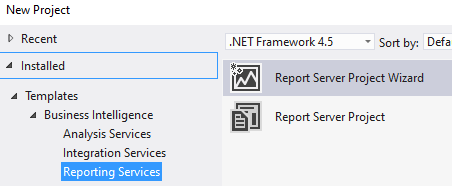 New Project
Recent
.NET Framework 4.5
Sort by: Defa
Installed
Report Server Project Wizard
Templates
Business Intelligence
Report Server Project
Analysis Services
Integration Services
Reporting Services